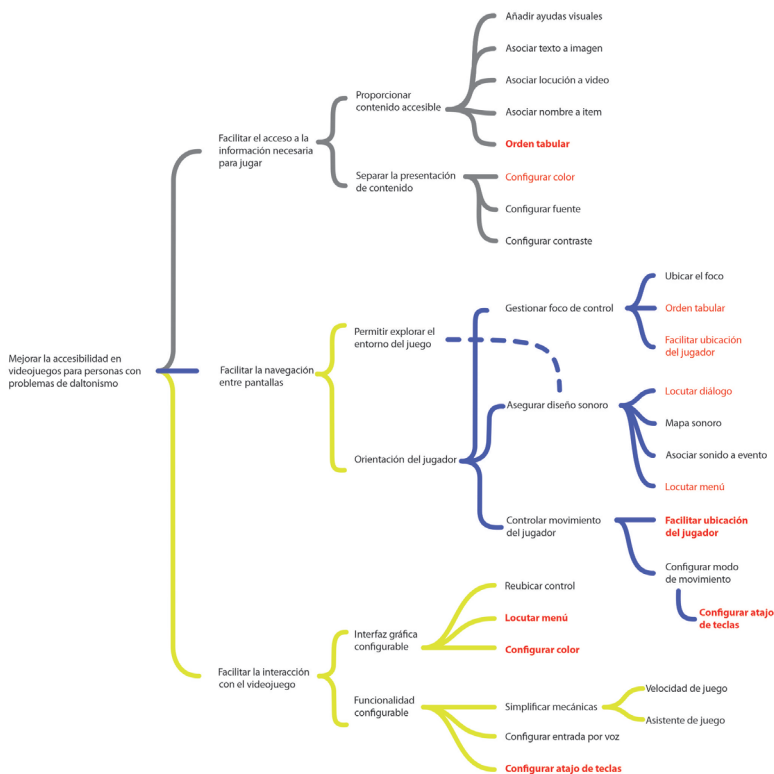 Mejorar la accesibilidad en
videojuegos para personas con
problemas de daltonismo
Facilitar el acceso a la
información necesaria
para jugar
Proporcionar
contenido accesible
Añadir ayudas visuales
Asociar texto a imagen
Asociar locución a video
Asociar nombre a item
Orden tabular
Separar la presentación
de contenido
Configurar color
Configurar fuente
Configurar contraste
Facilitar la navegación
entre pantallas
Permitir explorar el
entorno del juego
Orientación del jugador
Gestionar foco de control
Ubicar el foco
Orden tabular
Facilitar ubicación
del jugador
Asegurar diseño sonoro
Locutar diálogo
Mapa sonoro
Asociar sonido a evento
Locutar menú
Controlar movimiento
del jugador
Facilitar ubicación
del jugador
Configurar modo
de movimiento
Configurar atajo
de teclas
Facilitar la interacción
con el videojuego
Interfaz gráfica
configurable
Reubicar control
Locutar menú
Configurar color
Funcionalidad
configurable
Simplificar mecánicas
Velocidad de juego
Asistente de juego
Configurar entrada por voz
Configurar atajo de teclas